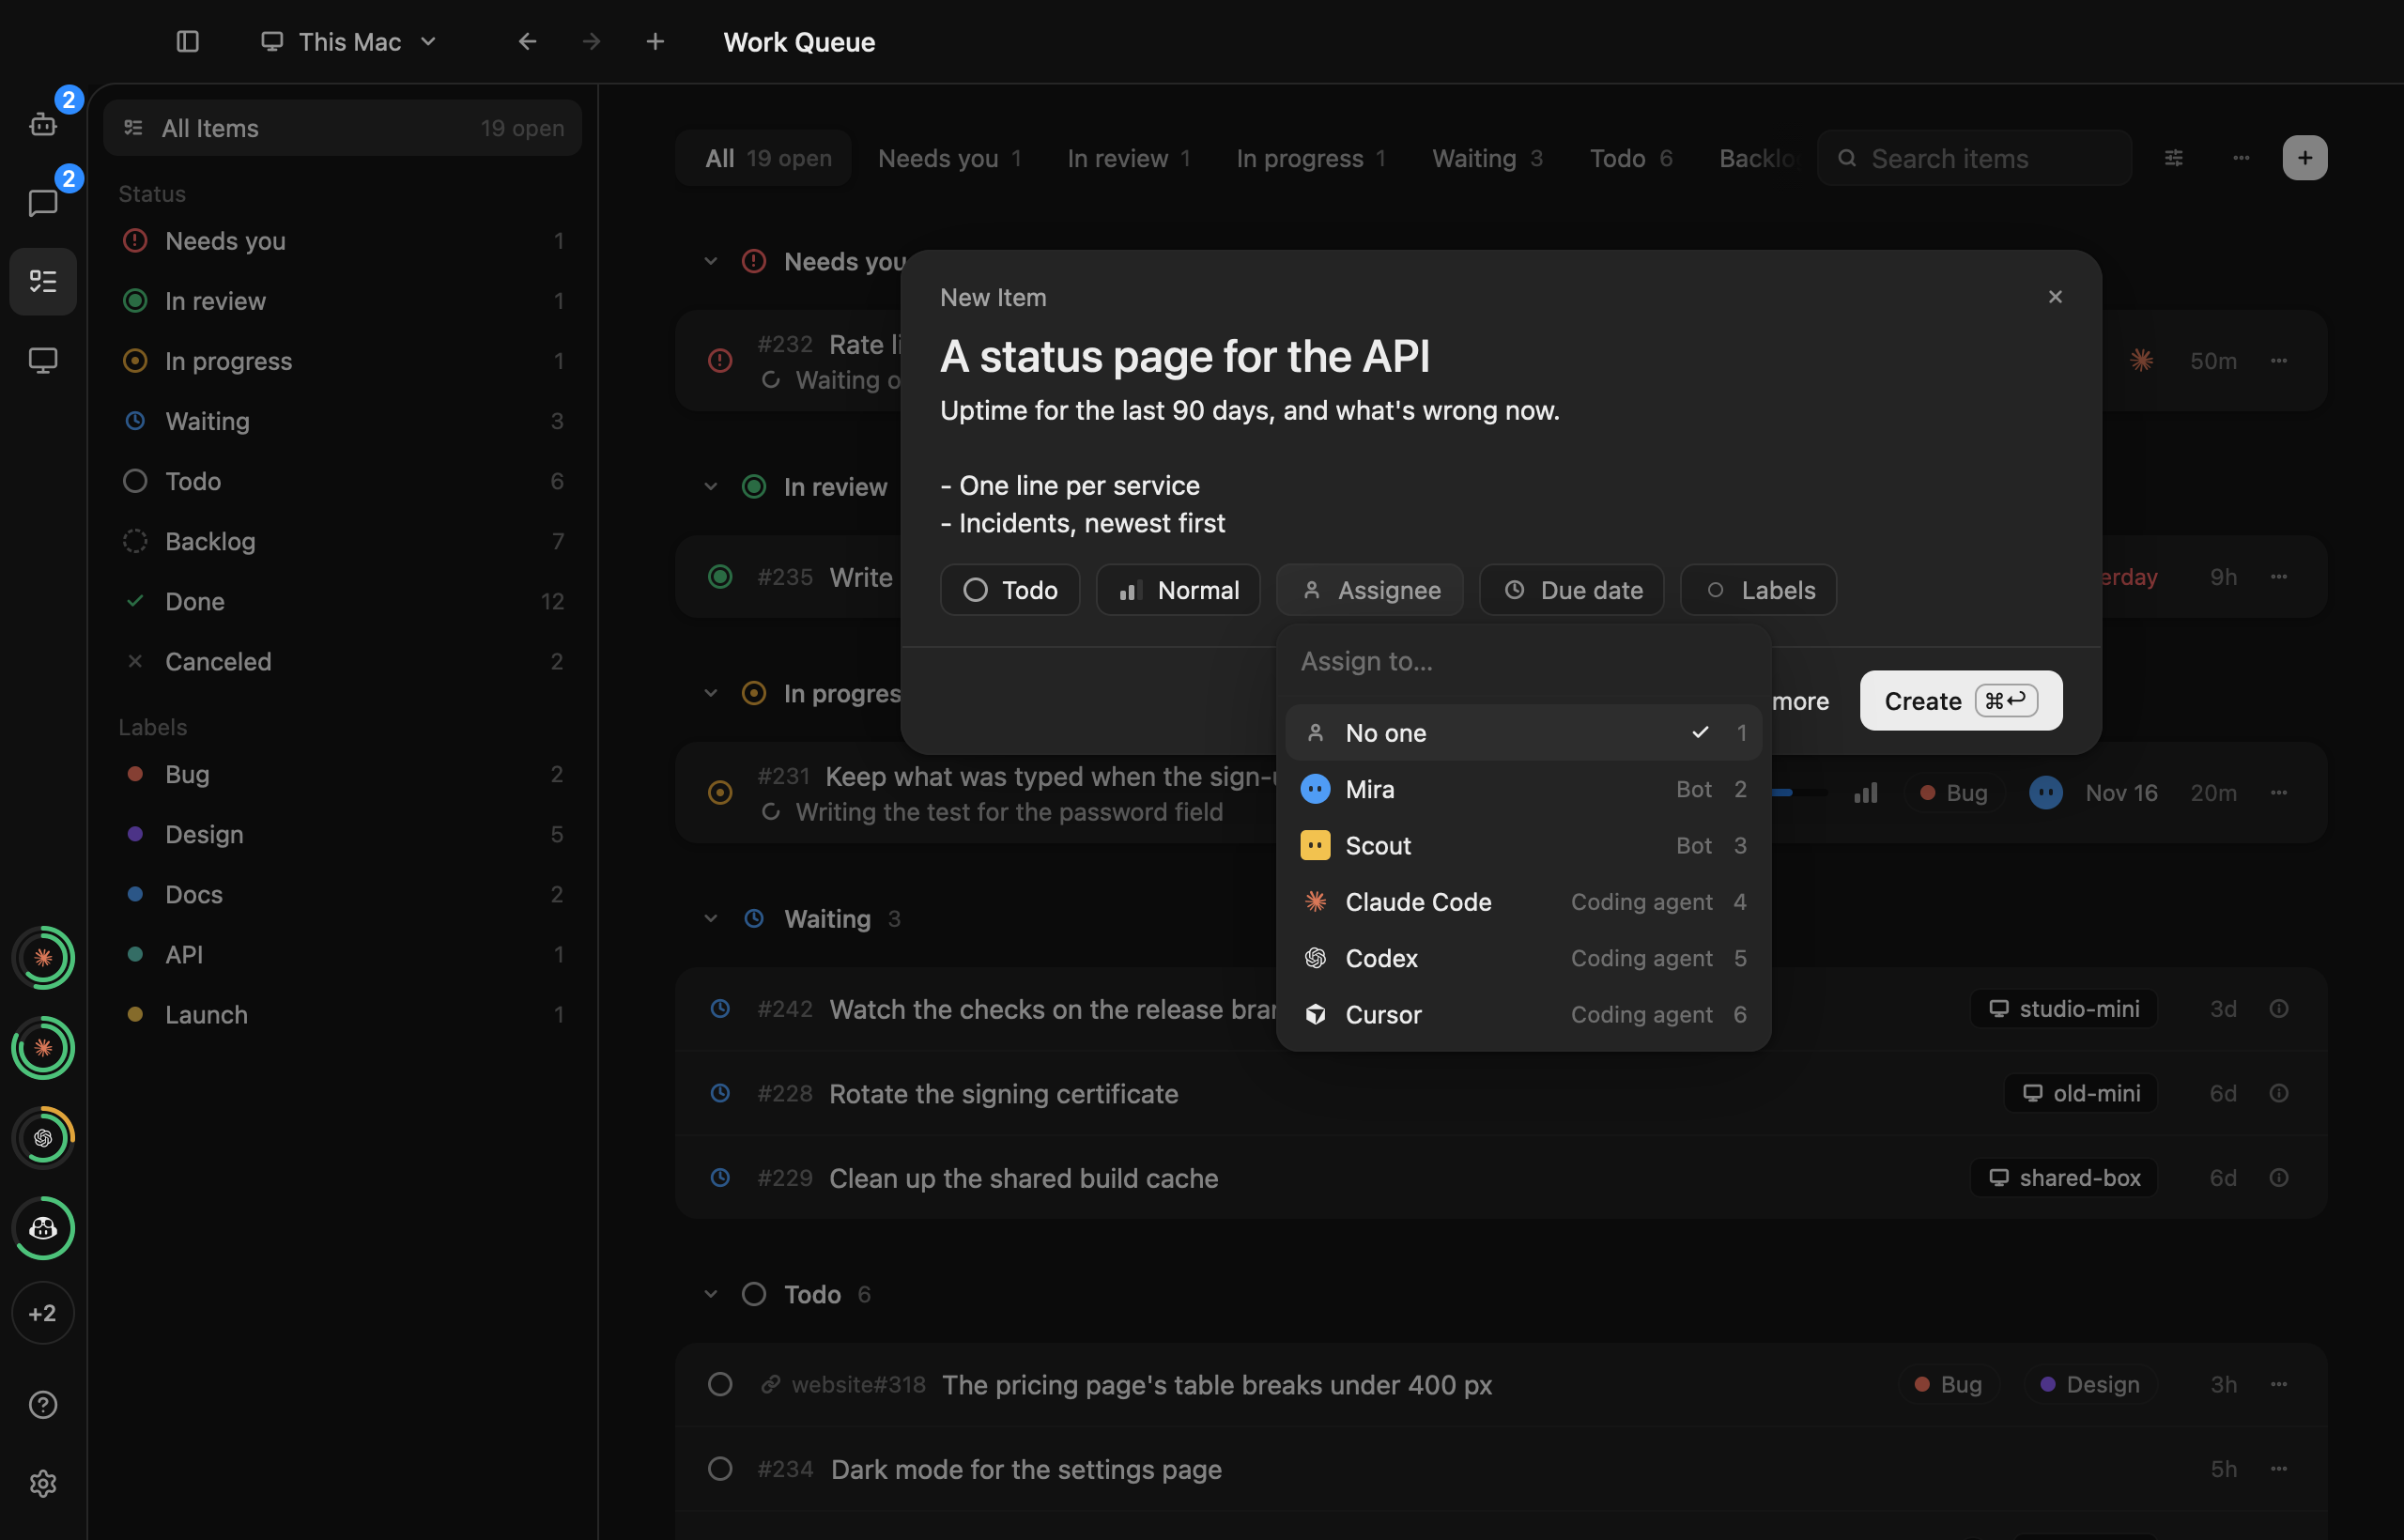 This Mac
Work Queue
2
2
All Items 19 open
Status
Needs you 1
In review 1
In progress 1
Waiting 3
Todo 6
Backlog 7
Done 12
Canceled 2
Labels
Bug 2
Design 5
Docs 2
API 1
Launch 1
+2
All 19 open Needs you 1 In review 1 In progress 1 Waiting 3 Todo 6 Backlo Search items
Needs you
#232 Rate li 50m
Waiting o
In review
#235 Write erday 9h
In progres
#231 Keep what was typed when the sign-u Bug Nov 16 20m
Writing the test for the password field
Waiting 3
#242 Watch the checks on the release bran studio-mini 3d
#228 Rotate the signing certificate old-mini 6d
#229 Clean up the shared build cache shared-box 6d
Todo 6
website#318 The pricing page's table breaks under 400 px Bug Design 3h
#234 Dark mode for the settings page 5h
New Item
A status page for the API
Uptime for the last 90 days, and what's wrong now.
- One line per service
- Incidents, newest first
Todo Normal Assignee Due date Labels
more Create ⌘↩
Assign to...
No one 1
Mira Bot 2
Scout Bot 3
Claude Code Coding agent 4
Codex Coding agent 5
Cursor Coding agent 6